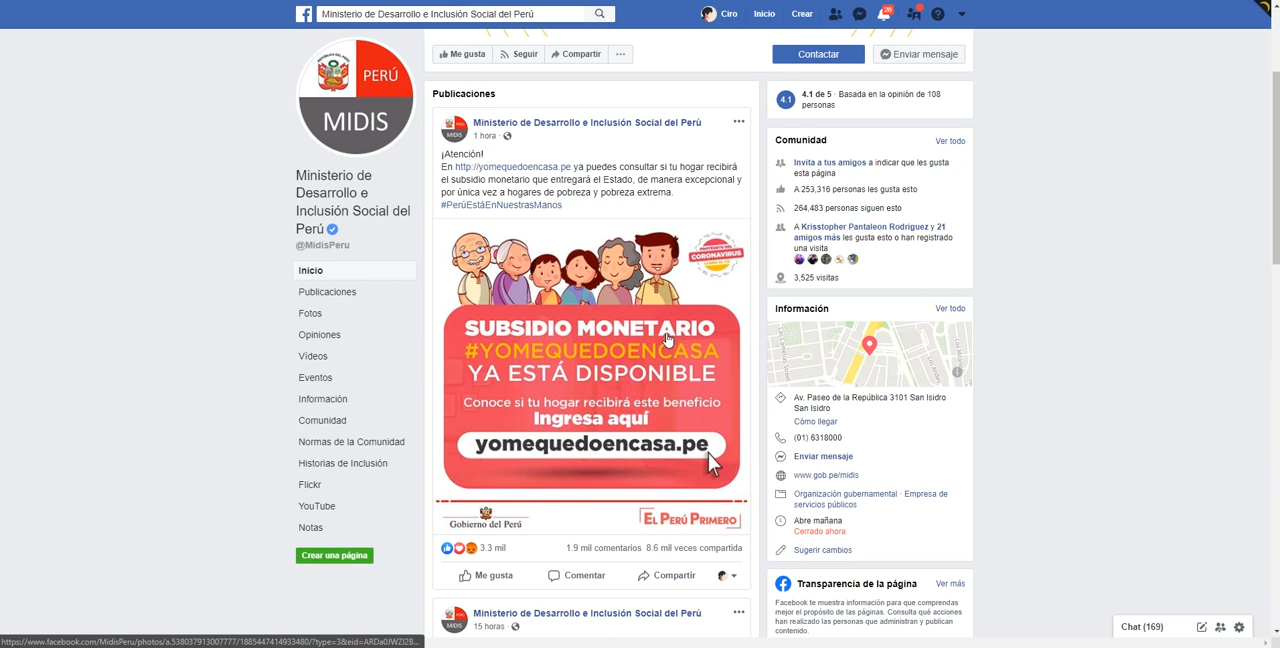 Ministerio de Desarrollo e Inclusión Social del Perú
Ciro
Inicio
Crear
26
Me gusta
Seguir
Compartir
Contactar
Enviar mensaje
PERÚ
MIDIS
Ministerio de
Desarrollo e
Inclusión Social del
Perú
@MidisPeru
Inicio
Publicaciones
Fotos
Opiniones
Vídeos
Eventos
Información
Comunidad
Normas de la Comunidad
Historias de Inclusión
Flickr
YouTube
Notas
Crear una página
Publicaciones
Ministerio de Desarrollo e Inclusión Social del Perú
1 hora ·
¡Atención!
En http://yomequedoencasa.pe ya puedes consultar si tu hogar recibirá
el subsidio monetario que entregará el Estado, de manera excepcional y
por única vez a hogares de pobreza y pobreza extrema.
#PerúEstáEnNuestrasManos
CORONAVIRUS
SUBSIDIO MONETARIO
#YOMEQUEDOENCASA
YA ESTÁ DISPONIBLE
Conoce si tu hogar recibirá este beneficio
Ingresa aquí
yomequedoencasa.pe
Gobierno del Perú
EL PERÚ PRIMERO
3.3 mil
1.9 mil comentarios 8.6 mil veces compartida
Me gusta
Comentar
Compartir
Ministerio de Desarrollo e Inclusión Social del Perú
15 horas ·
4.1
4.1 de 5 · Basada en la opinión de 108
personas
Comunidad
Ver todo
Invita a tus amigos a indicar que les gusta
esta página
A 253,316 personas les gusta esto
264,483 personas siguen esto
A Krisstopher Pantaleon Rodriguez y 21
amigos más les gusta esto o han registrado
una visita
3,525 visitas
Información
Ver todo
Av. Paseo de la República 3101 San Isidro
San Isidro
Cómo llegar
(01) 6318000
Enviar mensaje
www.gob.pe/midis
Organización gubernamental · Empresa de
servicios públicos
Abre mañana
Cerrado ahora
Sugerir cambios
Transparencia de la página
Ver más
Facebook te muestra información para que comprendas
mejor el propósito de las páginas. Consulta qué acciones
han realizado las personas que administran y publican
contenido.
Chat (169)